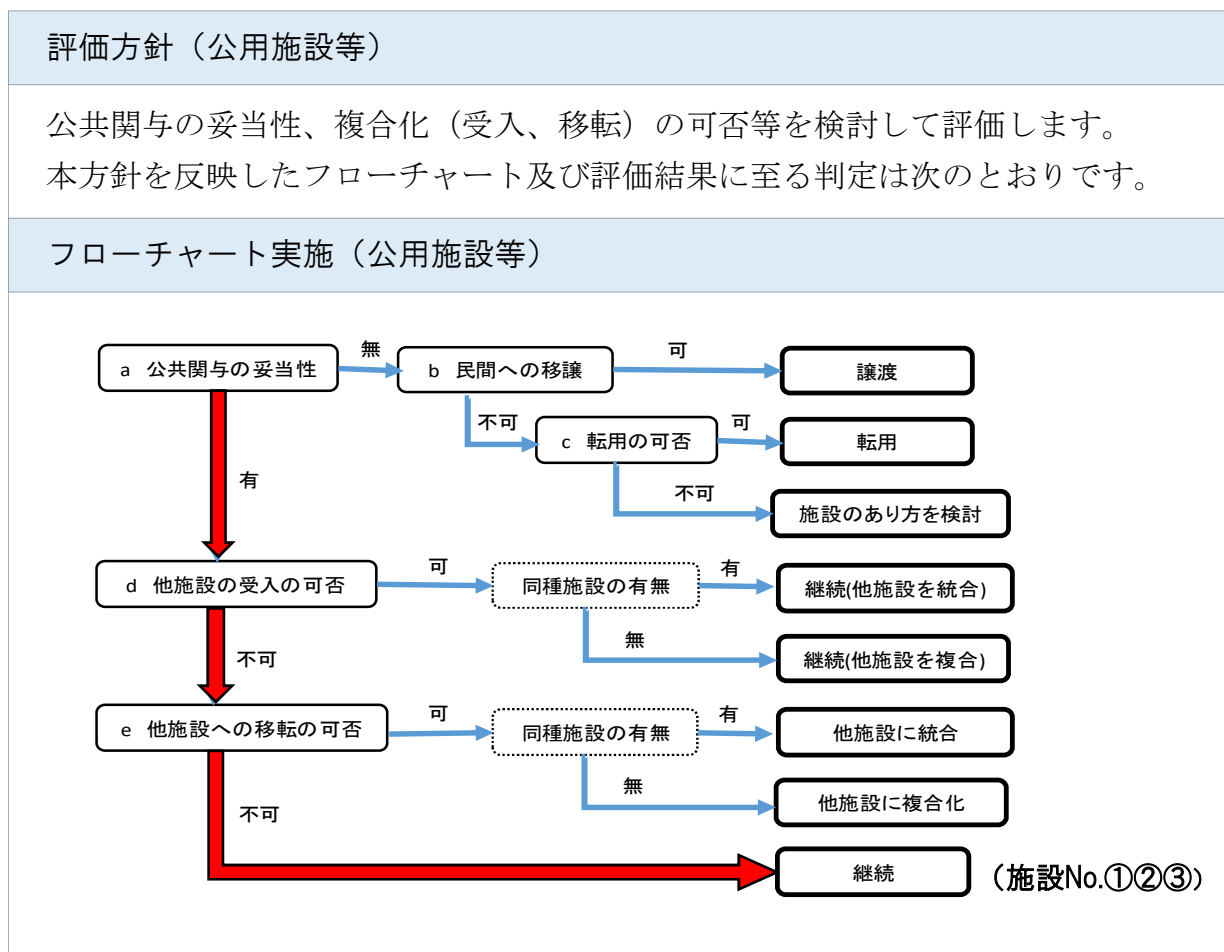 評価方針（公用施設等）
公共関与の妥当性、複合化（受入、移転）の可否等を検討して評価します。
本方針を反映したフローチャート及び評価結果に至る判定は次のとおりです。
フローチャート実施（公用施設等）
a 公共関与の妥当性
無
b 民間への移譲
可
譲渡
不可
c 転用の可否
可
転用
不可
施設のあり方を検討
有
d 他施設の受入の可否
可
同種施設の有無
有
継続(他施設を統合)
無
継続(他施設を複合)
不可
e 他施設への移転の可否
可
同種施設の有無
有
他施設に統合
無
他施設に複合化
不可
継続
（施設No.①②③）